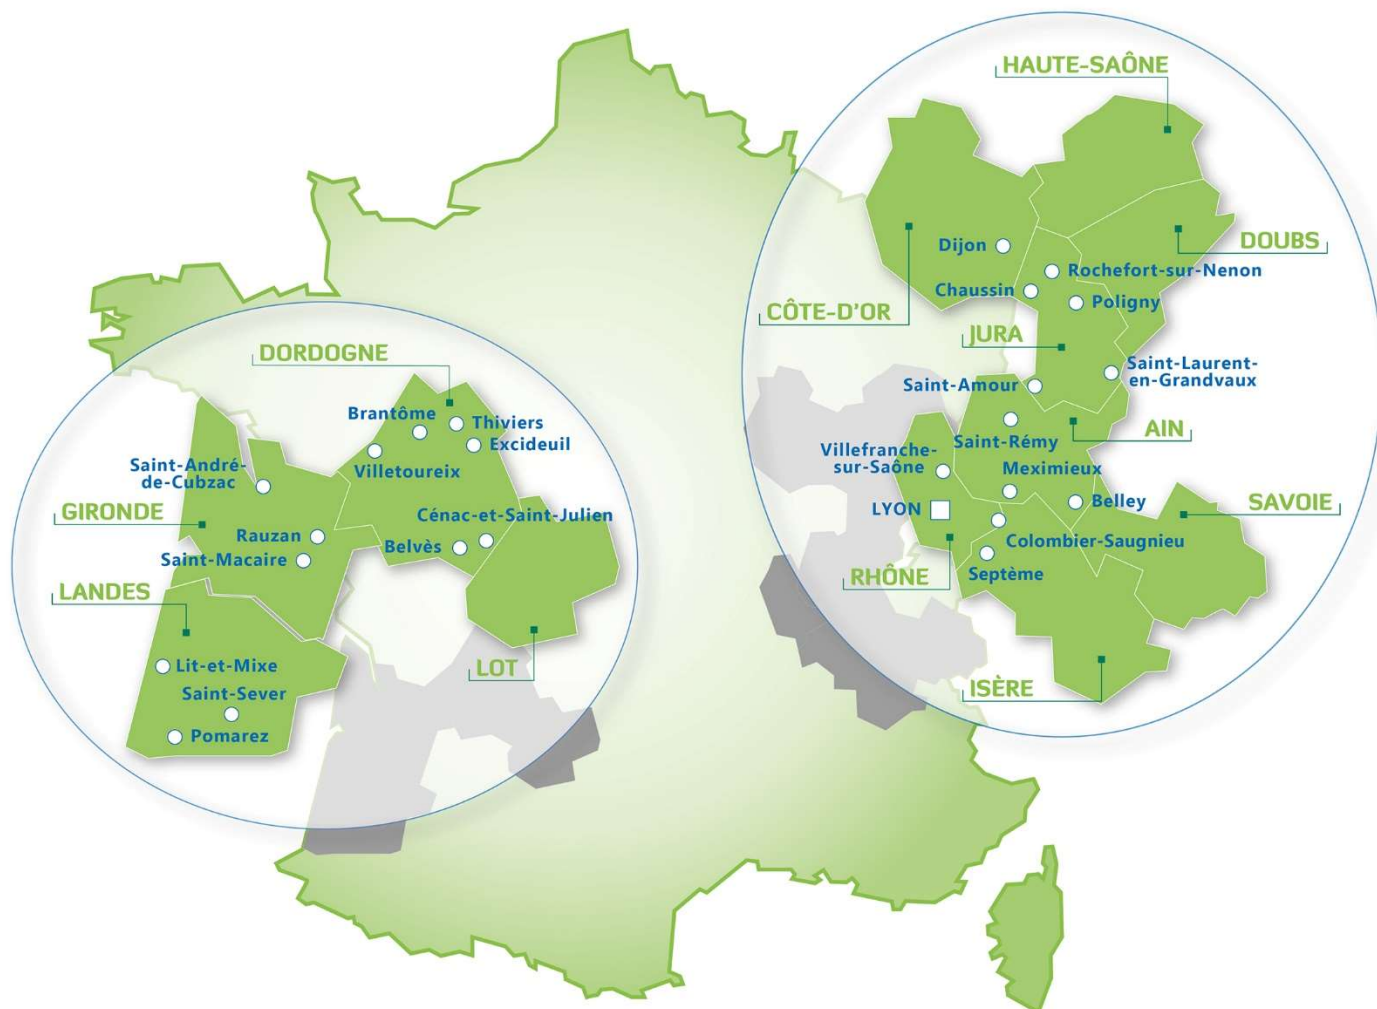 HAUTE-SAÔNE
DOUBS
Dijon
Rochefort-sur-Nenon
Chaussin
Poligny
CÔTE-D'OR
JURA
Saint-Laurent-
en-Grandvaux
Saint-Amour
AIN
Saint-Rémy
Villefranche-
sur-Saône
Meximieux
Belley
SAVOIE
LYON
Colombier-Saugnieu
Septème
RHÔNE
ISÈRE
DORDOGNE
Brantôme
Thiviers
Excideuil
Villetoureix
Saint-André-
de-Cubzac
GIRONDE
Cénac-et-Saint-Julien
Rauzan
Belvès
Saint-Macaire
LANDES
Lit-et-Mixe
LOT
Saint-Sever
Pomarez